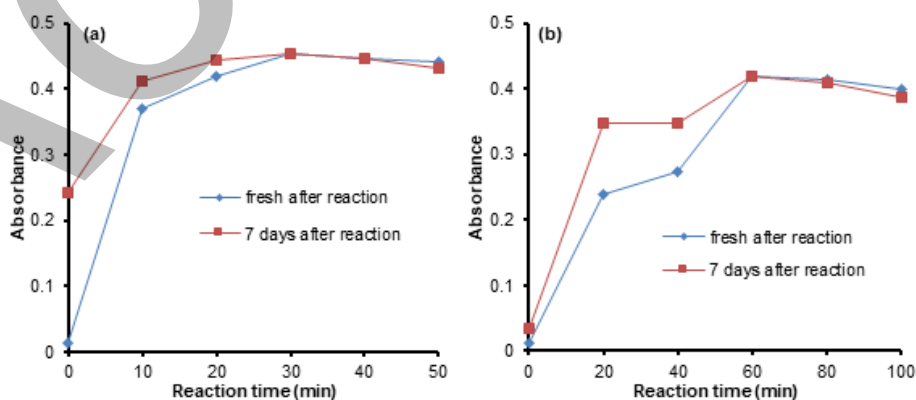 (a)
0.5
0.4
0.3
0.2
0.1
0
Absorbance
fresh after reaction
7 days after reaction
0 10 20 30 40 50
Reaction time (min)
(b)
0.5
0.4
0.3
0.2
0.1
0
Absorbance
fresh after reaction
7 days after reaction
0 20 40 60 80 100
Reaction time (min)